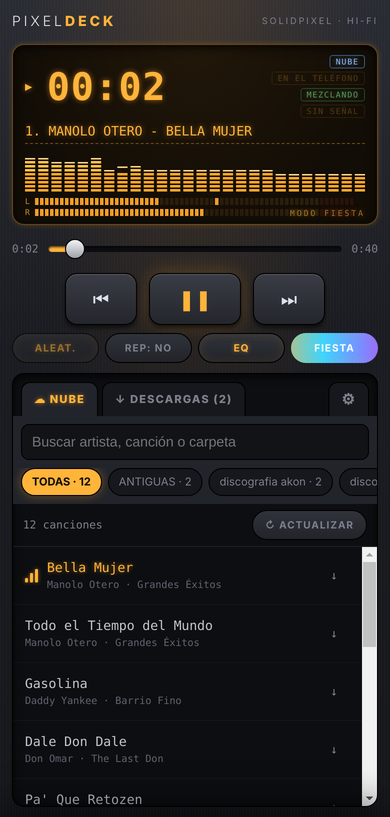 PIXELDECK
SOLIDPIXEL · HI-FI
00:02
NUBE
EN EL TELÉFONO
MEZCLANDO
SIN SEÑAL
1. MANOLO OTERO - BELLA MUJER
L
R
MODO FIESTA
0:02
0:40
ALEAT.
REP: NO
EQ
FIESTA
☁ NUBE
↓ DESCARGAS (2)
Buscar artista, canción o carpeta
TODAS · 12
ANTIGUAS · 2
discografia akon · 2
disco
12 canciones
↻ ACTUALIZAR
Bella Mujer
Manolo Otero · Grandes Éxitos
Todo el Tiempo del Mundo
Manolo Otero · Grandes Éxitos
Gasolina
Daddy Yankee · Barrio Fino
Dale Don Dale
Don Omar · The Last Don
Pa' Que Retozen